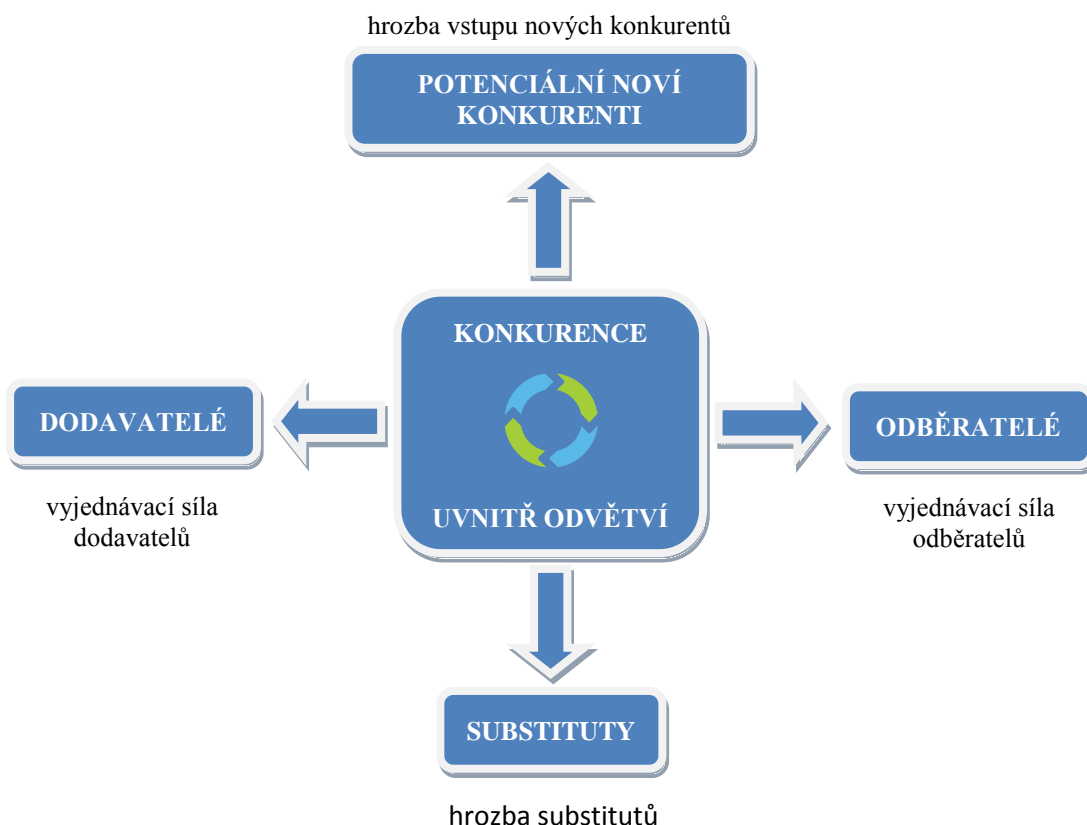 hrozba vstupu nových konkurentů
POTENCIÁLNÍ NOVÍ
KONKURENTI
KONKURENCE
DODAVATELÉ
ODBĚRATELÉ
vyjednávací síla
dodavatelů
UVNITŘ ODVĚTVÍ
vyjednávací síla
odběratelů
SUBSTITUTY
hrozba substitutů